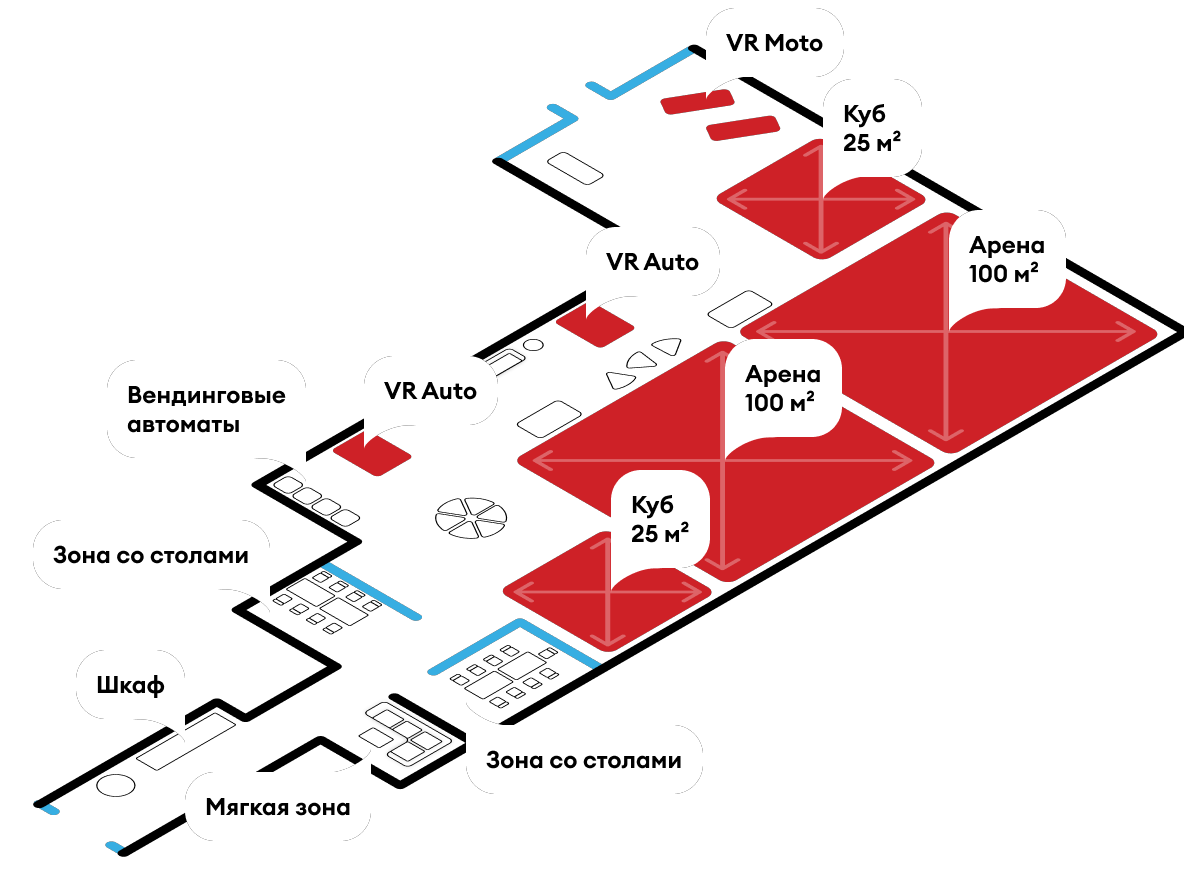 VR Moto
Куб
25 м²
Арена
100 м²
VR Auto
Арена
100 м²
VR Auto
Вендинговые
автоматы
Куб
25 м²
Зона со столами
Шкаф
Зона со столами
Мягкая зона